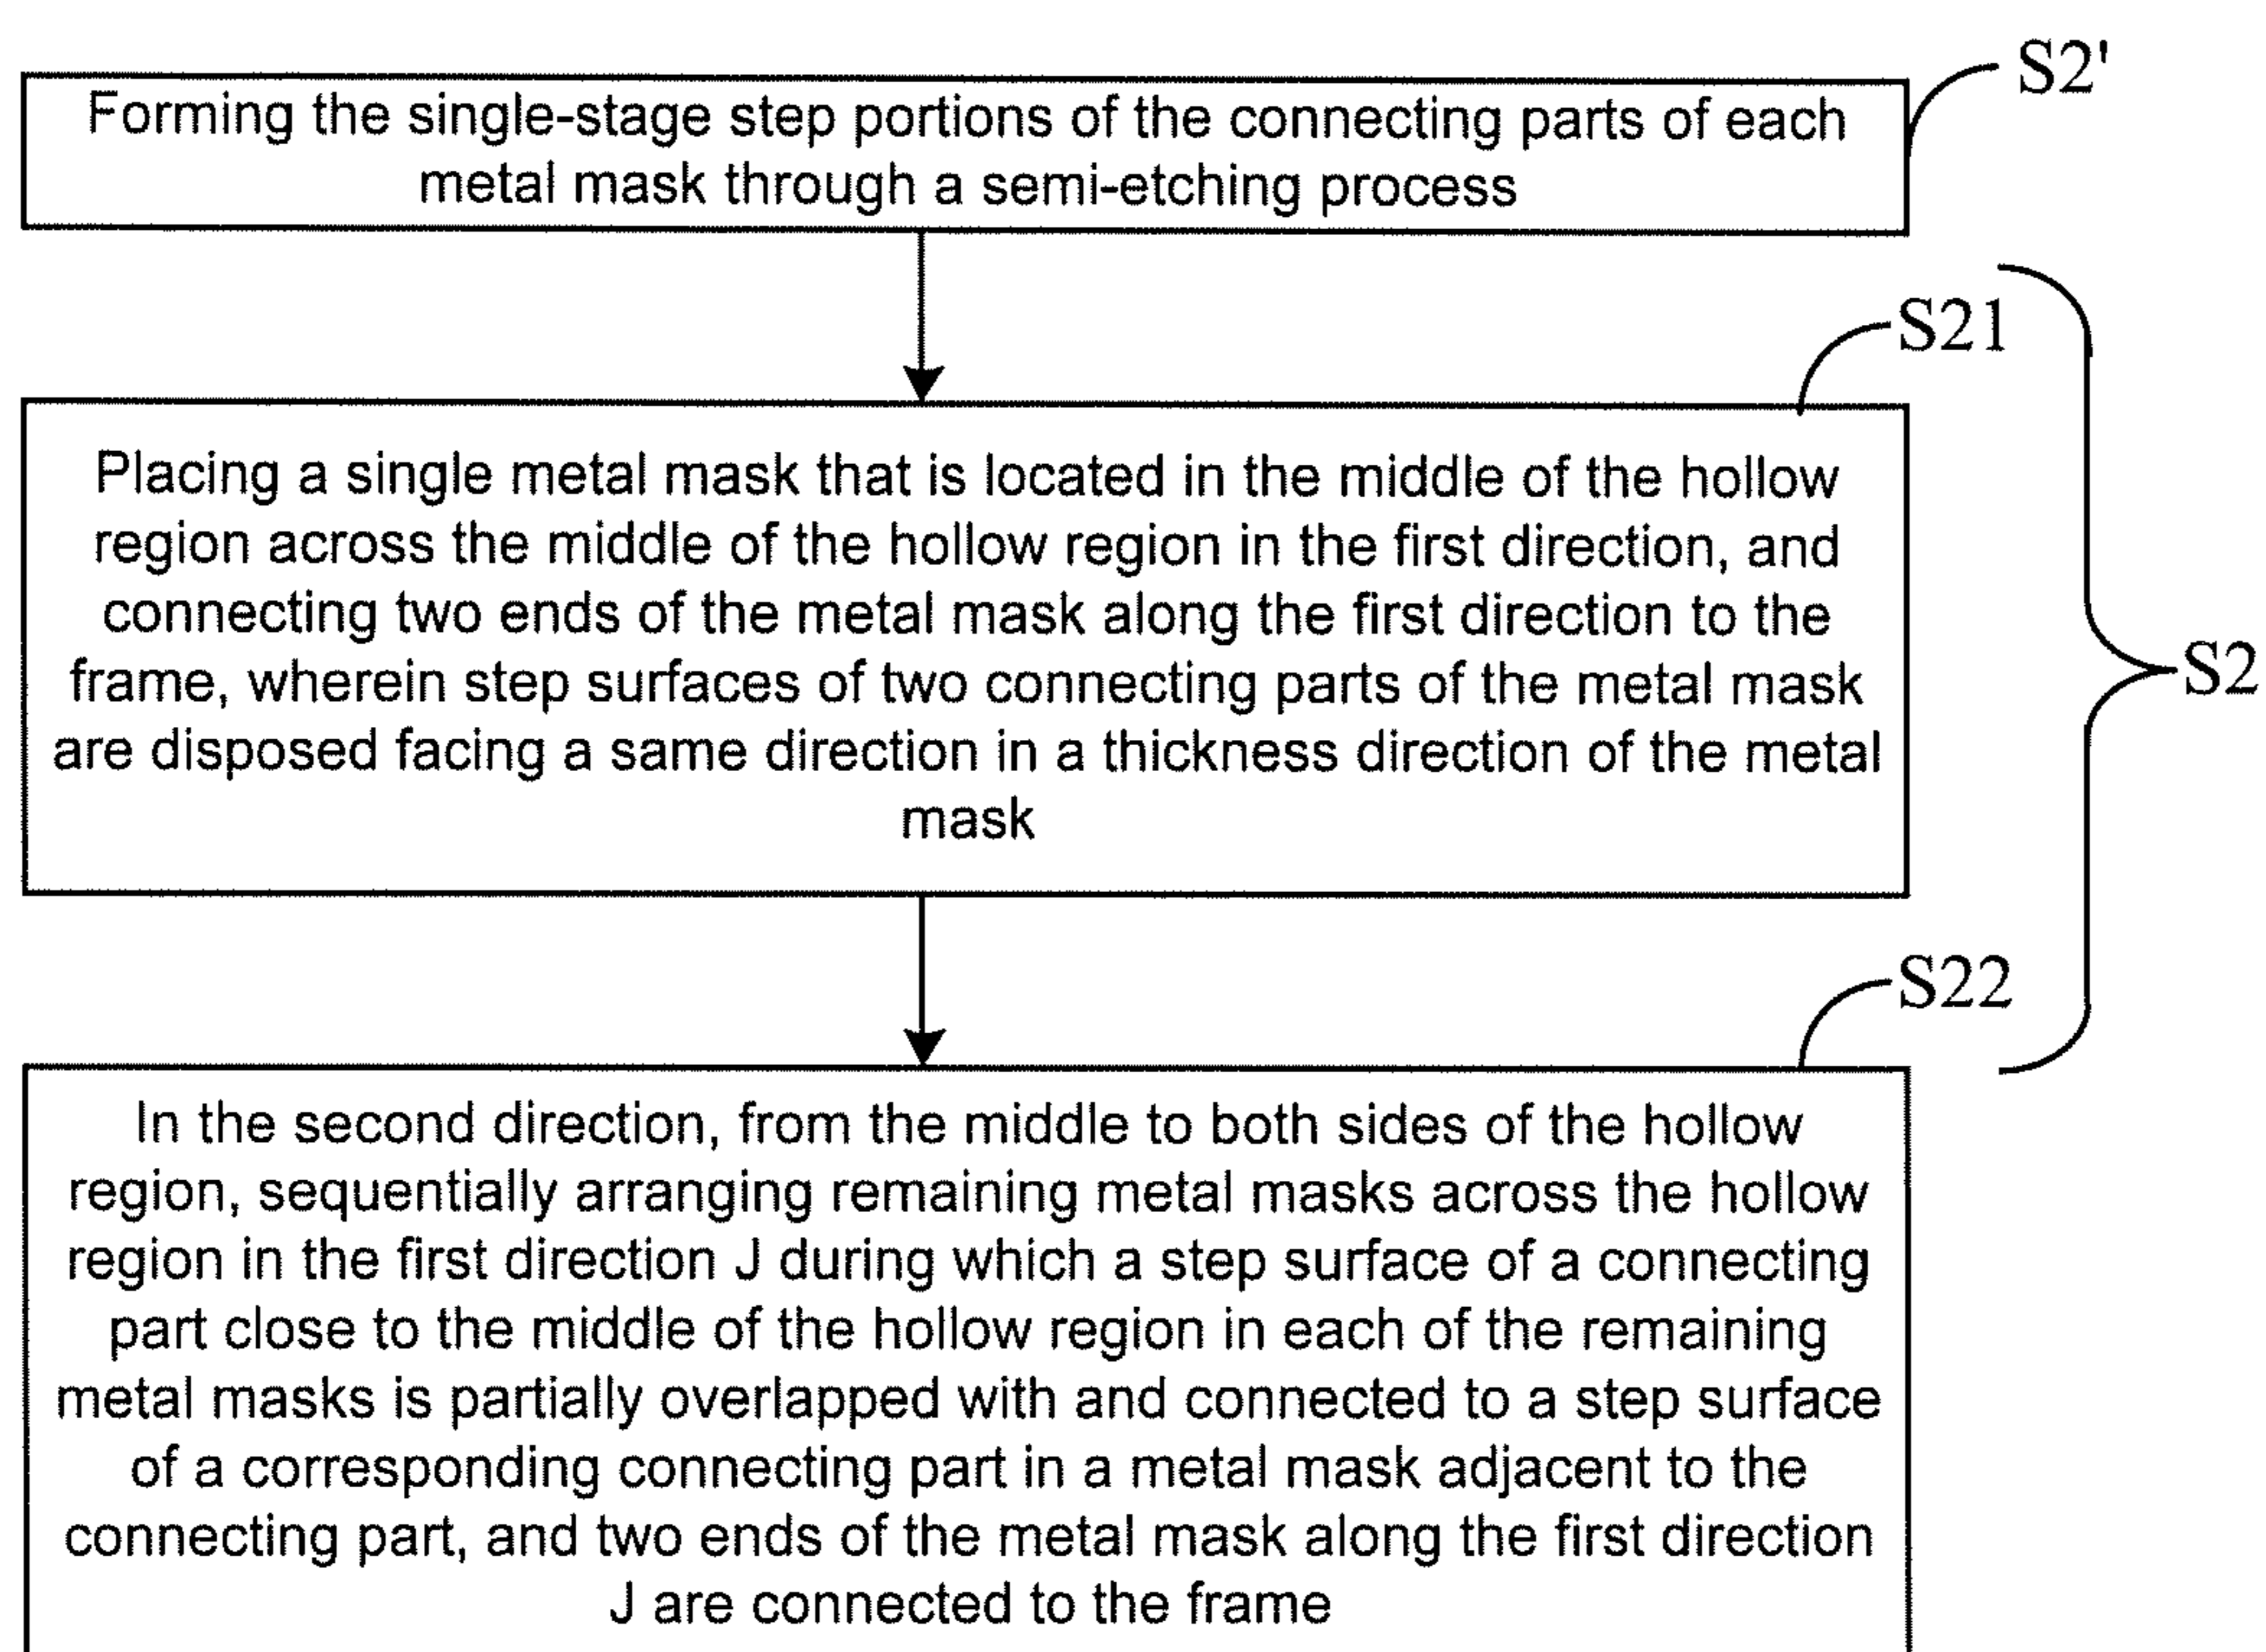 S2'
Forming the single-stage step portions of the connecting parts of each
metal mask through a semi-etching process
S21
Placing a single metal mask that is located in the middle of the hollow
region across the middle of the hollow region in the first direction, and
connecting two ends of the metal mask along the first direction to the
frame, wherein step surfaces of two connecting parts of the metal mask
are disposed facing a same direction in a thickness direction of the metal
mask
S2
S22
In the second direction, from the middle to both sides of the hollow
region, sequentially arranging remaining metal masks across the hollow
region in the first direction J during which a step surface of a connecting
part close to the middle of the hollow region in each of the remaining
metal masks is partially overlapped with and connected to a step surface
of a corresponding connecting part in a metal mask adjacent to the
connecting part, and two ends of the metal mask along the first direction
J are connected to the frame